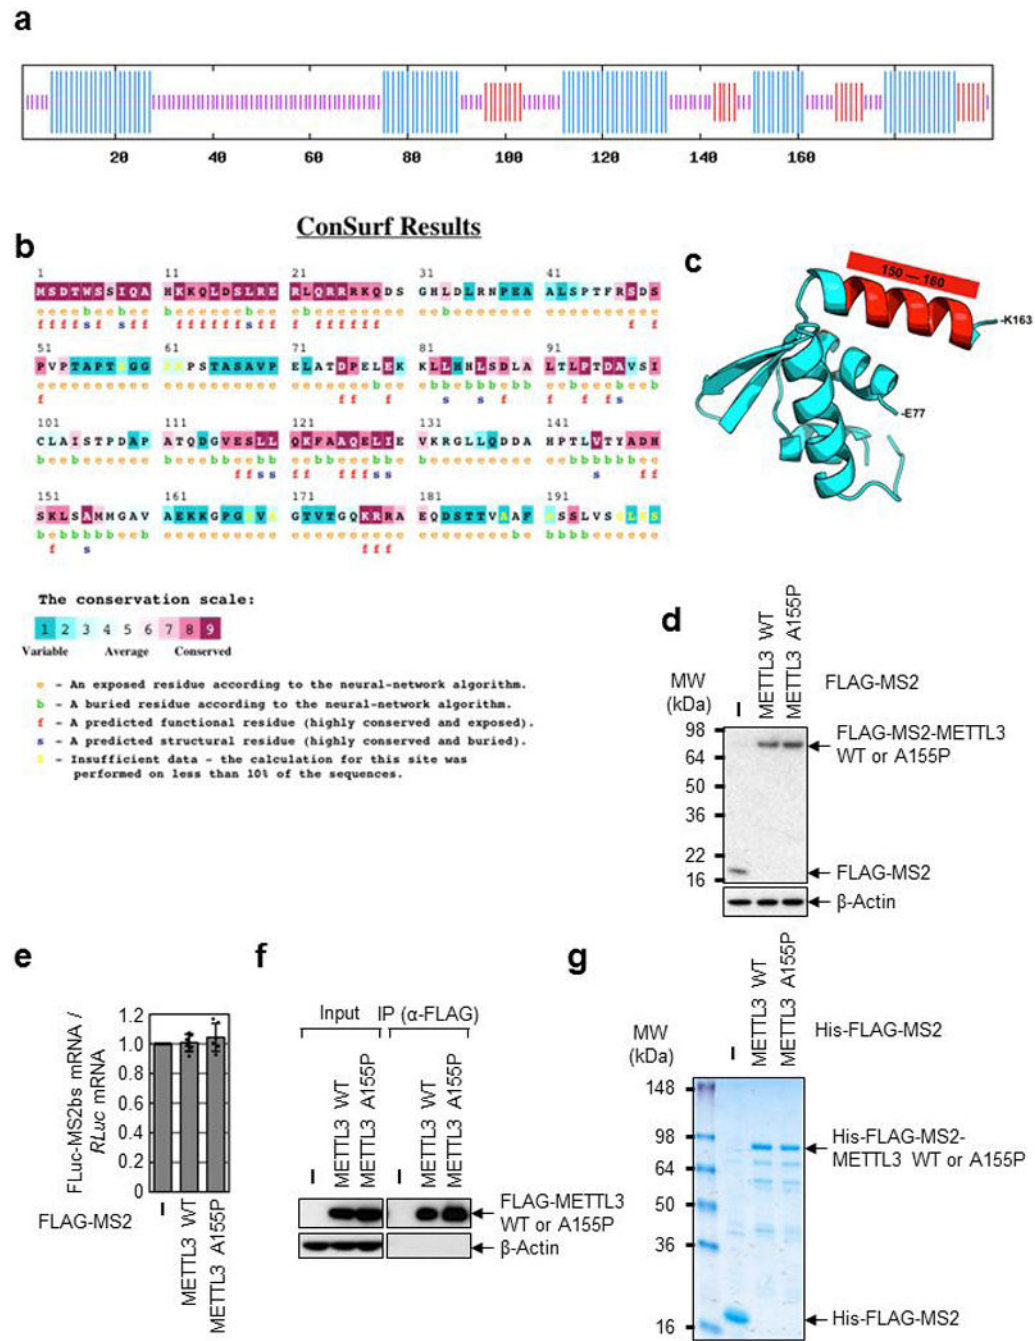 a
20 40 60 80 100 120 140 160
ConSurf Results
b
1 11 21 31 41
MSDTWSSIQA HKKQLDSLRE RLQRRRKQDS GHLDLRNPEA ALSPTFRSDS
51 61 71 81 91
ELATDPELEK KLLHHLSDLA LTLPTDAVSI
101 111 121 131 141
CLAISTPDAP ATQDGVESLL QKFAAQELIE VKRGLLQDDA HPTLVTYADH
151 161 171 181 191
SKLSAMMGAV GTVTGQKRRA EQDSTTVAAF
The conservation scale:
1 2 3 4 5 6 7 8 9
Variable Average Conserved
e - An exposed residue according to the neural-network algorithm.
b - A buried residue according to the neural-network algorithm.
f - A predicted functional residue (highly conserved and exposed).
s - A predicted structural residue (highly conserved and buried).
- Insufficient data - the calculation for this site was
performed on less than 10% of the sequences.
c
150 — 160
-K163
-E77
d
MW
(kDa)
–
METTL3 WT
METTL3 A155P
FLAG-MS2
98
64
50
36
22
16
FLAG-MS2-METTL3
WT or A155P
FLAG-MS2
β-Actin
e
FLuc-MS2bs mRNA /
RLuc mRNA
1.2
1.0
0.8
0.6
0.4
0.2
0
FLAG-MS2
–
METTL3 WT
METTL3 A155P
f
Input IP (α-FLAG)
–
METTL3 WT
METTL3 A155P
–
METTL3 WT
METTL3 A155P
FLAG-METTL3
WT or A155P
β-Actin
g
MW
(kDa)
–
METTL3 WT
METTL3 A155P
His-FLAG-MS2
148
98
64
50
36
16
His-FLAG-MS2-
METTL3 WT or A155P
His-FLAG-MS2